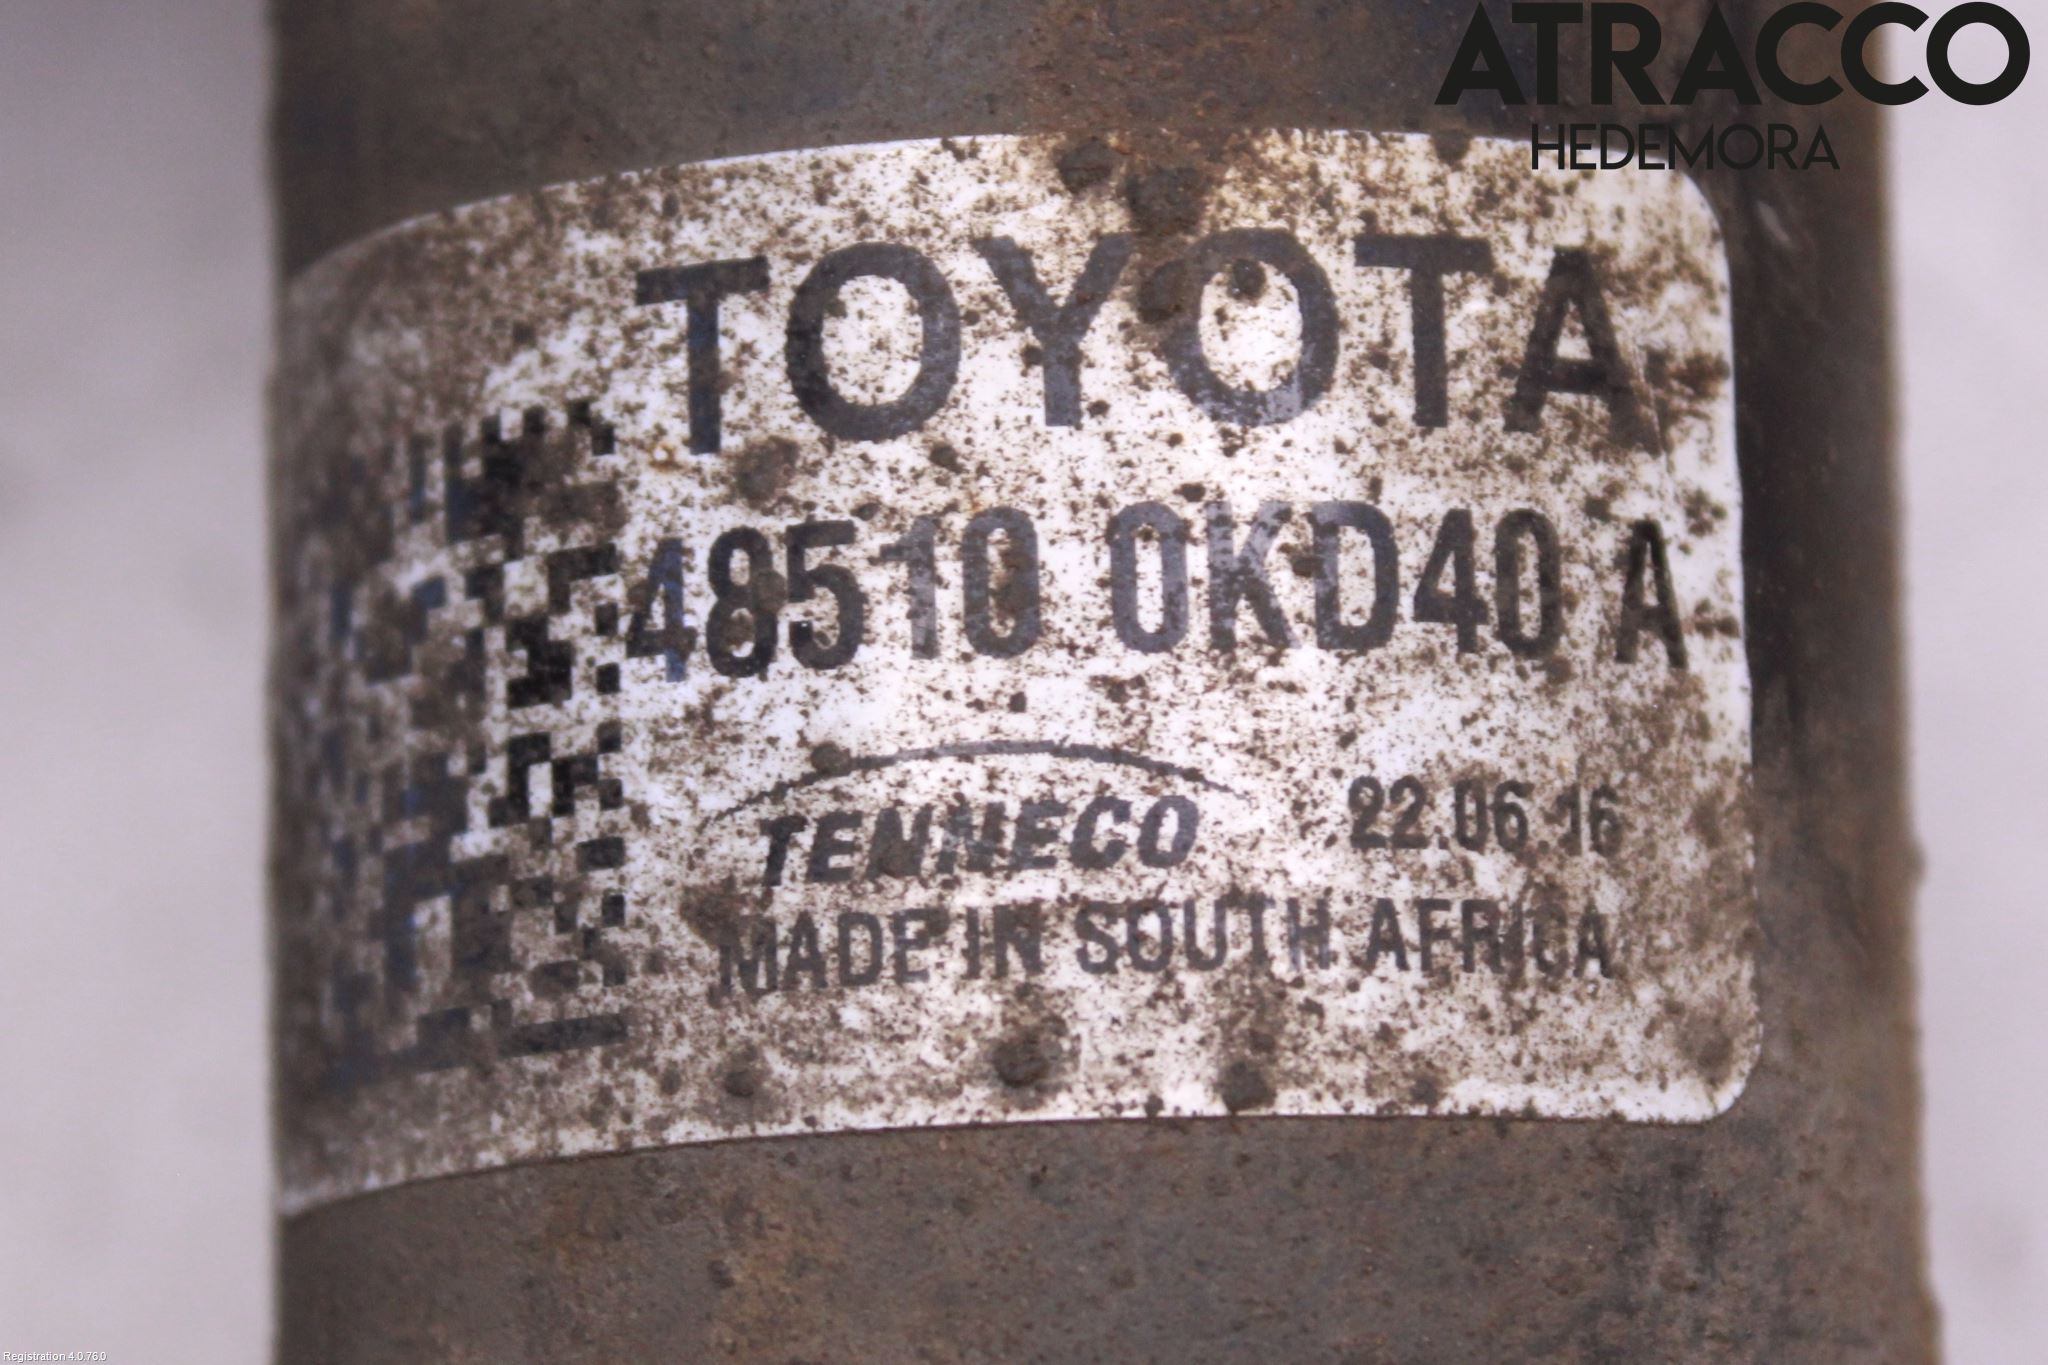 ATRACCO
HEDEMORA
TOYOTA
48510 0KD40 A
TENNECO 22.06.16
MADE IN SOUTH AFRICA
Registration 4.0.76.0